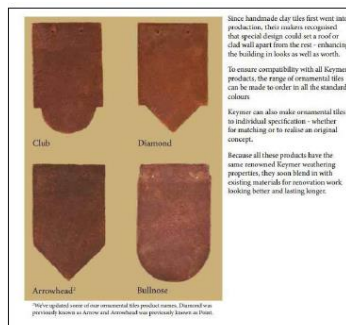 Since handmade clay tiles first went into
production, their makers recognised
that special design could set a roof or
clad wall apart from the rest - enhancing
the building in looks as well as worth.
To ensure compatibility with all Keymer
products, the range of ornamental tiles
can be made to order in all the standard
colours
Keymer can also make ornamental tiles
to individual specification - whether
for matching or to realise an original
concept.
Because all these products have the
same renowned Keymer weathering
properties, they soon blend in with
existing materials for renovation work
looking better and lasting longer.
Club
Diamond
Arrowhead²
Bullnose
²We've updated some of our ornamental tiles product names. Diamond was
previously known as Arrow and Arrowhead was previously known as Point.